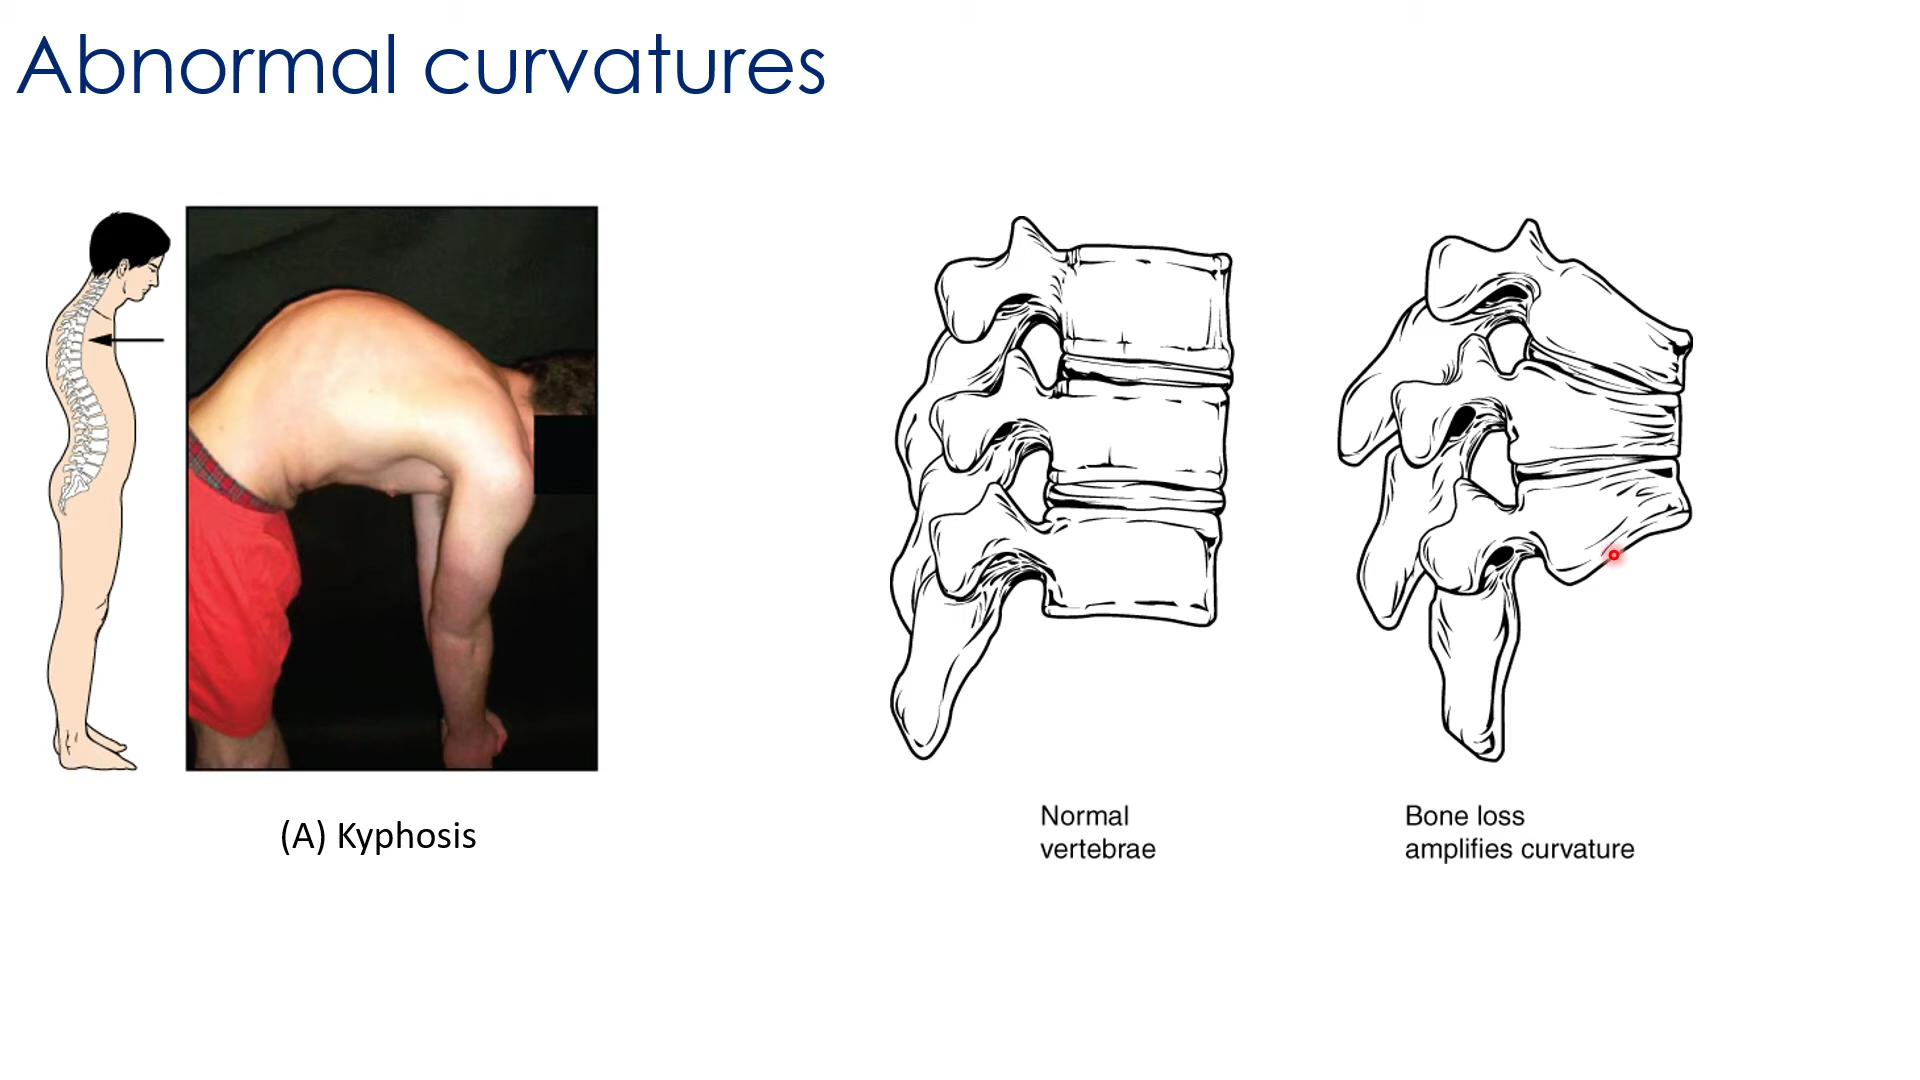 Abnormal curvatures
(A) Kyphosis
Normal
vertebrae
Bone loss
amplifies curvature